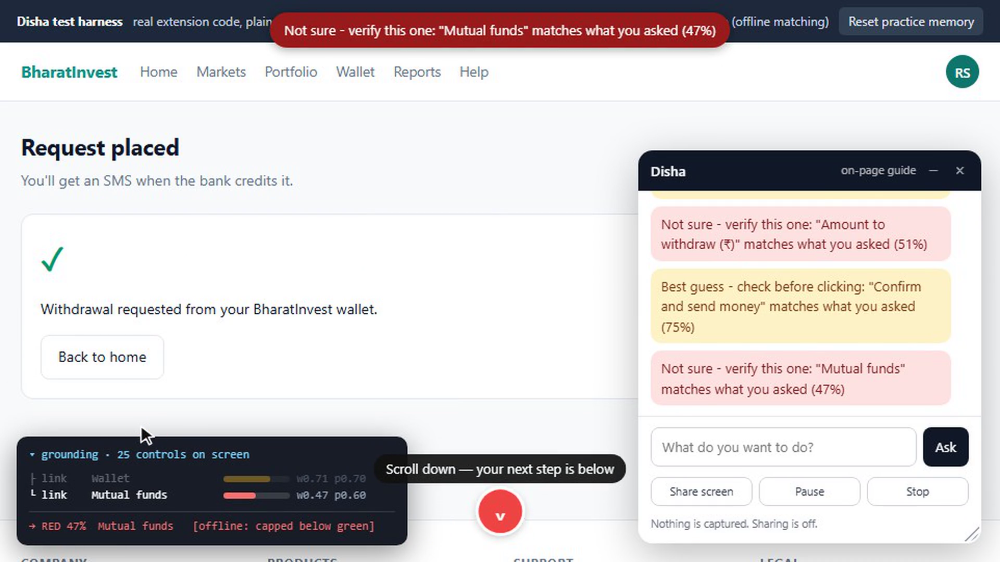 Disha test harness real extension code, plain
Not sure - verify this one: "Mutual funds" matches what you asked (47%)
(offline matching) Reset practice memory
BharatInvest Home Markets Portfolio Wallet Reports Help RS
Request placed
You'll get an SMS when the bank credits it.
✓
Withdrawal requested from your BharatInvest wallet.
Back to home
Disha on-page guide
Not sure - verify this one: "Amount to
withdraw (₹)" matches what you asked (51%)
Best guess - check before clicking: "Confirm
and send money" matches what you asked
(75%)
Not sure - verify this one: "Mutual funds"
matches what you asked (47%)
What do you want to do? Ask
Share screen Pause Stop
Nothing is captured. Sharing is off.
▾ grounding · 25 controls on screen
├ link Wallet w0.71 p0.70
└ link Mutual funds w0.47 p0.60
→ RED 47% Mutual funds [offline: capped below green]
Scroll down — your next step is below
v
COMPANY PRODUCTS SUPPORT LEGAL